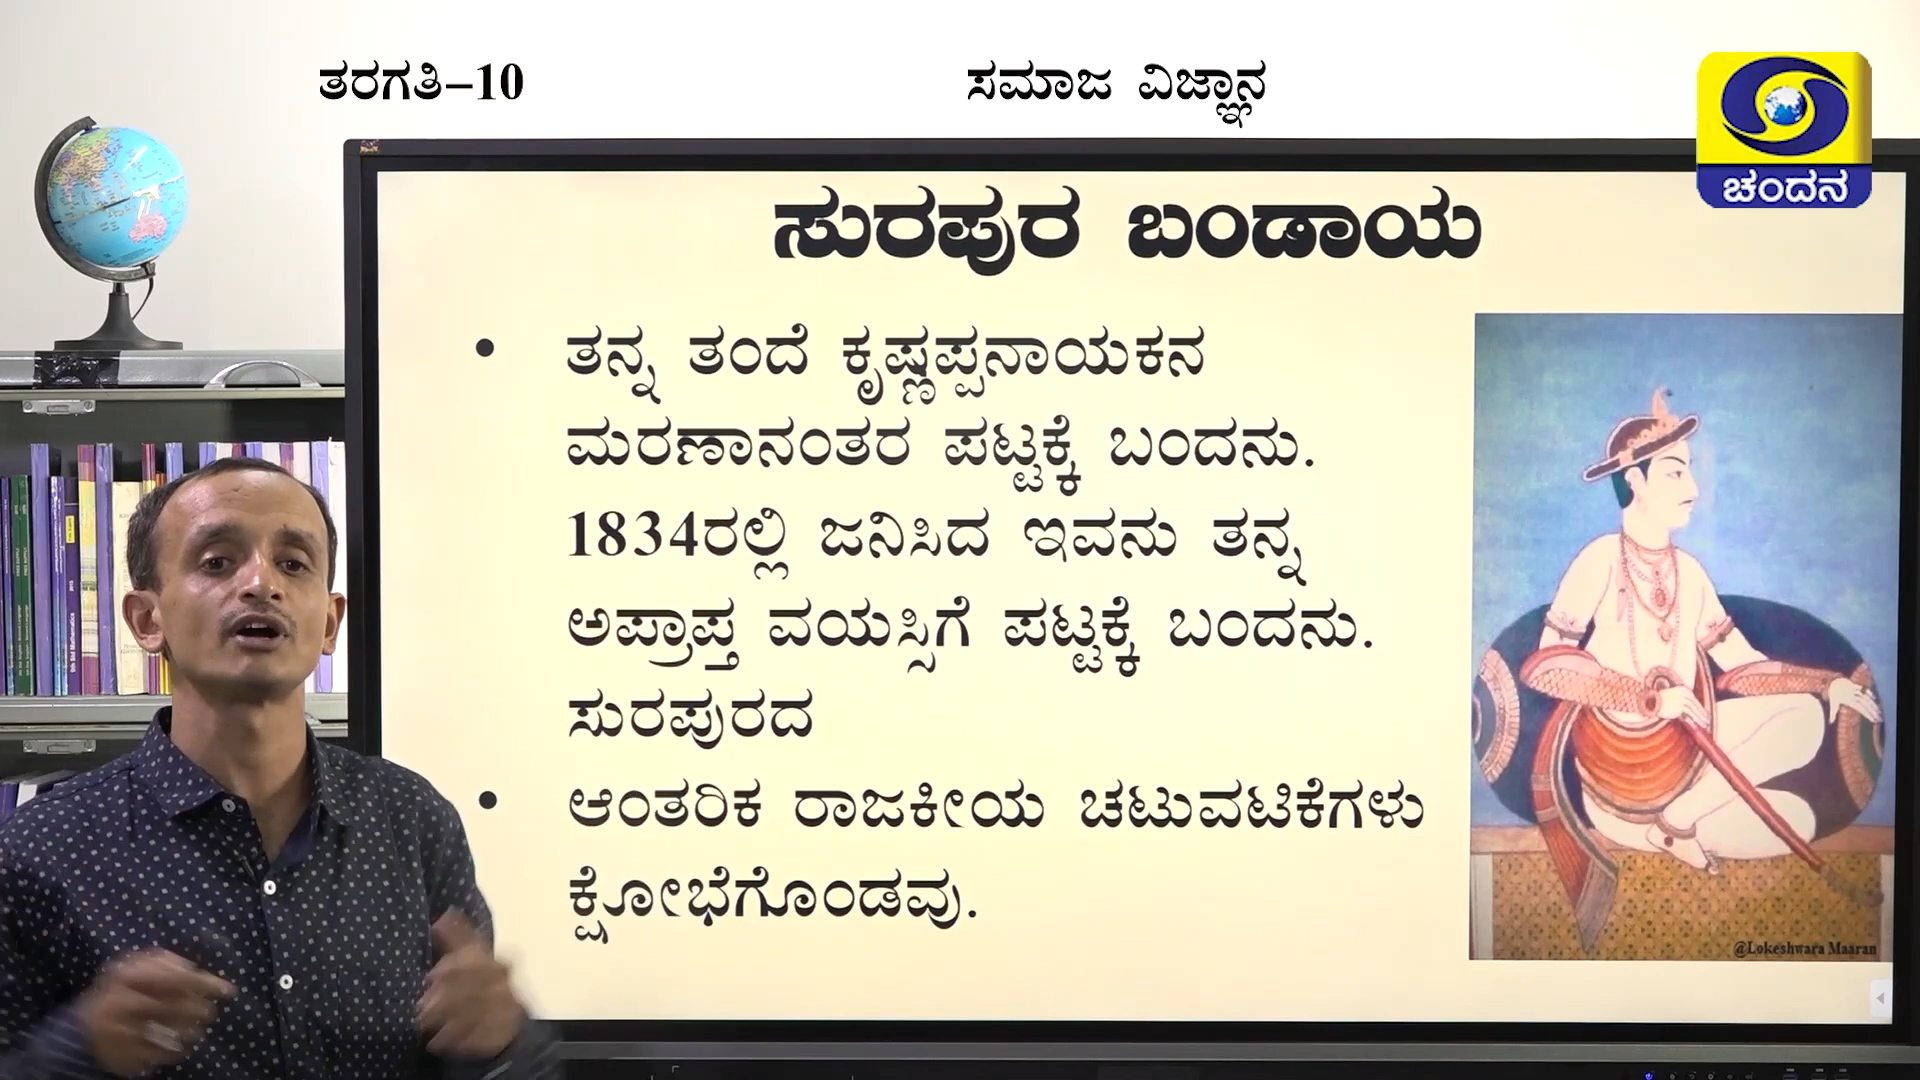 ತರಗತಿ–10
ಸಮಾಜ ವಿಜ್ಞಾನ
ಚಂದನ
ಸುರಪುರ ಬಂಡಾಯ
• ತನ್ನ ತಂದೆ ಕೃಷ್ಣಪ್ಪನಾಯಕನ
ಮರಣಾನಂತರ ಪಟ್ಟಕ್ಕೆ ಬಂದನು.
1834ರಲ್ಲಿ ಜನಿಸಿದ ಇವನು ತನ್ನ
ಅಪ್ರಾಪ್ತ ವಯಸ್ಸಿಗೆ ಪಟ್ಟಕ್ಕೆ ಬಂದನು.
ಸುರಪುರದ
• ಆಂತರಿಕ ರಾಜಕೀಯ ಚಟುವಟಿಕೆಗಳು
ಕ್ಷೋಭೆಗೊಂಡವು.
@Lokeshwara Maaran